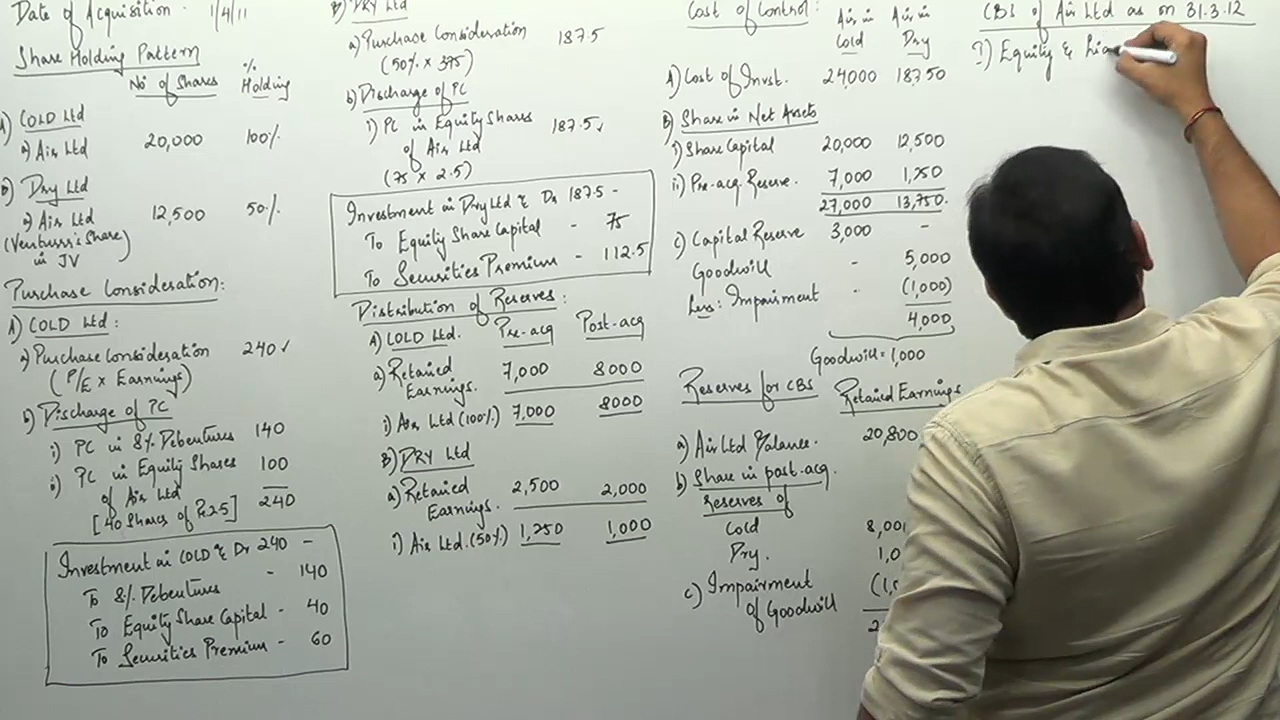 Date of Acquisition - 1/4/11
Share Holding Pattern
No of Shares % Holding
A) COLD Ltd
a) Air Ltd 20,000 100%
B) Dry Ltd
a) Air Ltd 12,500 50%
(Venturer's Share)
in JV
Purchase Consideration:
A) COLD Ltd:
a) Purchase Consideration 240 ✓
(P/E x Earnings)
b) Discharge of PC
i) PC in 8% Debentures 140
ii) PC in Equity Shares 100
of Air Ltd
[40 Shares of Rs 2.5] 240
Investment in COLD Ltd Dr 240 -
To 8% Debentures - 140
To Equity Share Capital - 40
To Securities Premium - 60
B) DRY Ltd
a) Purchase Consideration 187.5
(50% x 375)
b) Discharge of PC
i) PC in Equity Shares 187.5 ✓
of Air Ltd
(75 x 2.5)
Investment in Dry Ltd Dr 187.5 -
To Equity Share Capital - 75
To Securities Premium - 112.5
Distribution of Reserves:
A) COLD Ltd. Pre-acq Post-acq
a) Retained 7,000 8000
Earnings.
i) Air Ltd (100%) 7,000 8000
B) DRY Ltd
a) Retained 2,500 2,000
Earnings.
i) Air Ltd. (50%) 1,250 1,000
Cost of Control: Air in Cold Air in Dry
A) Cost of Invst. 24,000 18,750
B) Share in Net Assets
i) Share Capital 20,000 12,500
ii) Pre-acq. Reserve. 7,000 1,250
27,000 13,750
C) Capital Reserve 3,000 -
Goodwill - 5,000
Less: Impairment - (1,000)
4,000
Goodwill = 1,000
Reserves for CBS Retained Earnings
a) Air Ltd Balance. 20,800
b) Share in post-acq.
Reserves of
Cold
Dry.
c) Impairment
of Goodwill
CBS of Air Ltd as on 31.3.12
I) Equity &